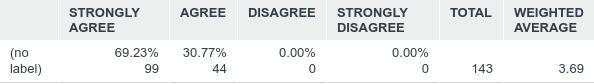 STRONGLY AGREE DISAGREE STRONGLY TOTAL WEIGHTED
AGREE DISAGREE AVERAGE
(no 69.23% 30.77% 0.00% 0.00%
label) 99 44 0 0 143 3.69